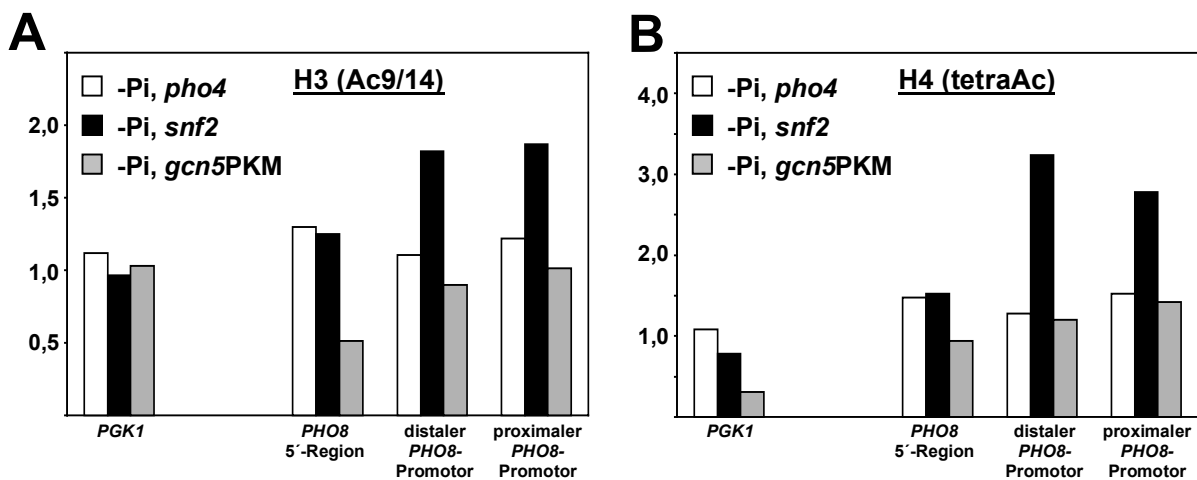 A
H3 (Ac9/14)
-Pi, pho4
-Pi, snf2
-Pi, gcn5PKM
2,0
1,5
1,0
0,5
PGK1
PHO8
5´-Region
distaler
PHO8-
Promotor
proximaler
PHO8-
Promotor
B
H4 (tetraAc)
-Pi, pho4
-Pi, snf2
-Pi, gcn5PKM
4,0
3,0
2,0
1,0
PGK1
PHO8
5´-Region
distaler
PHO8-
Promotor
proximaler
PHO8-
Promotor